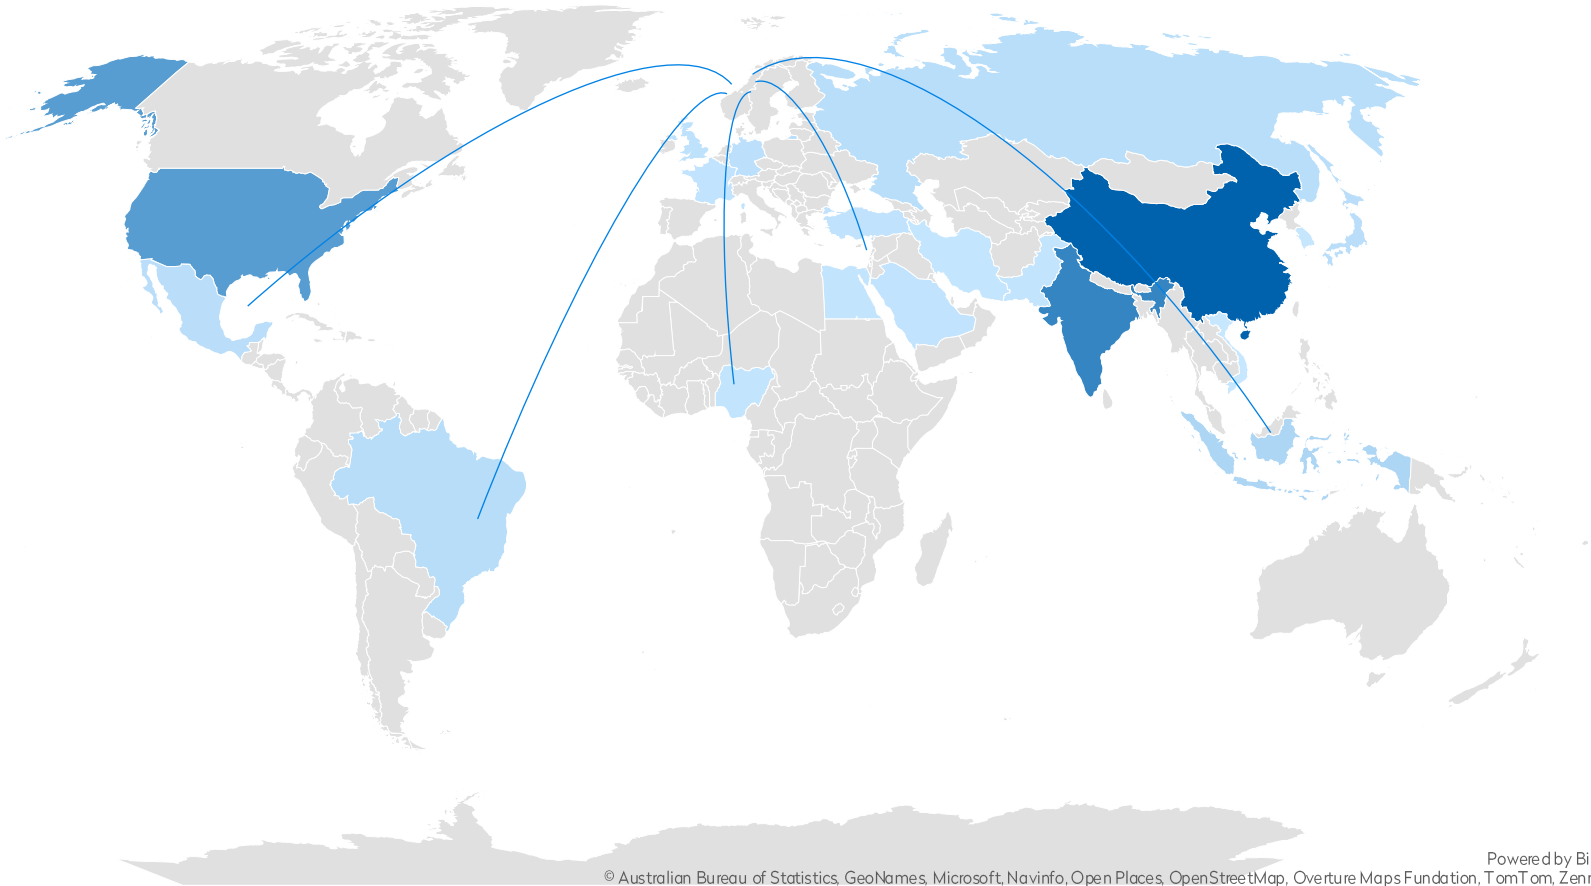 Powered by Bi
© Australian Bureau of Statistics, GeoNames, Microsoft, Navinfo, Open Places, OpenStreetMap, Overture Maps Fundation, TomTom, Zenr